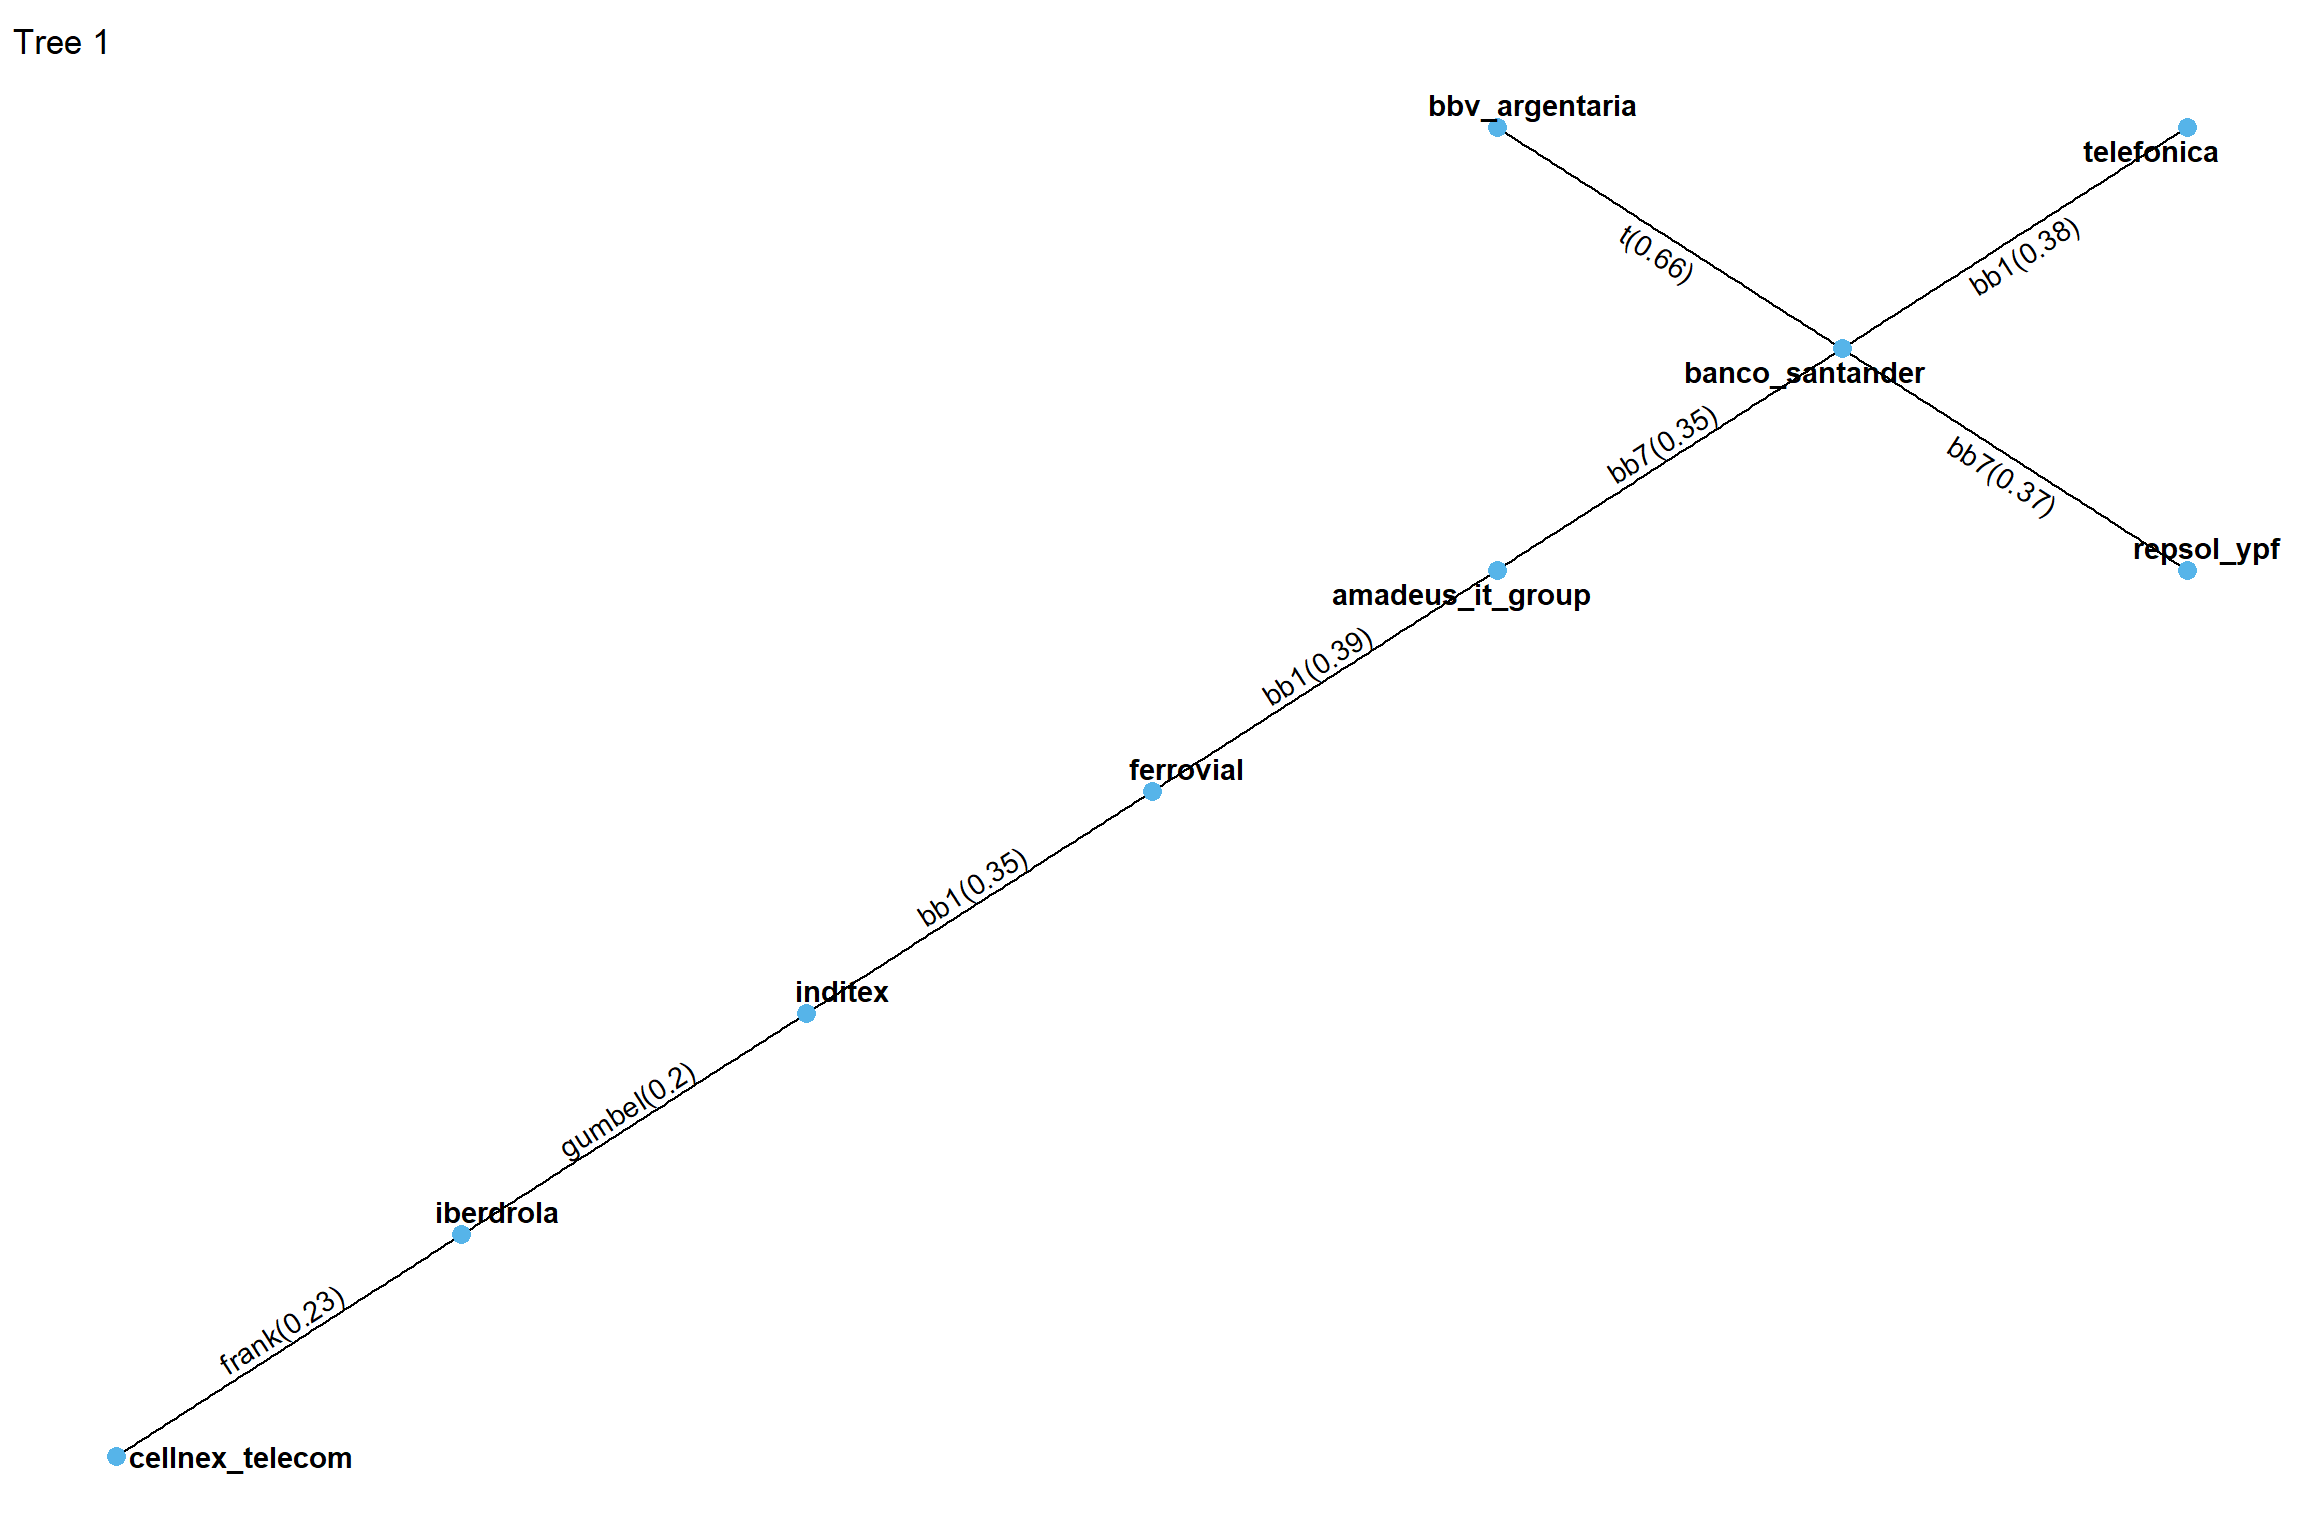 Tree 1
bbv_argentaria
telefonica
t(0.66)
bb1(0.38)
banco_santander
bb7(0.35)
bb7(0.37)
repsol_ypf
amadeus_it_group
bb1(0.39)
ferrovial
bb1(0.35)
inditex
gumbel(0.2)
iberdrola
frank(0.23)
cellnex_telecom